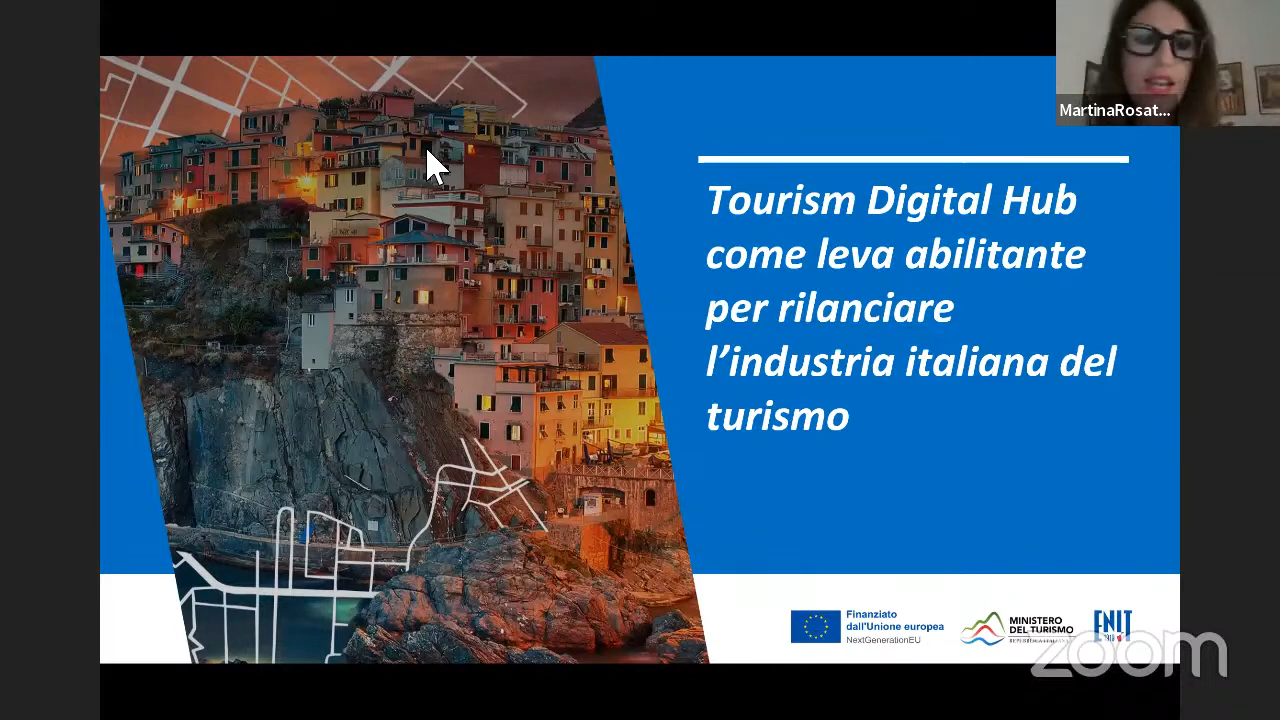 MartinaRosat...
Tourism Digital Hub
come leva abilitante
per rilanciare
l’industria italiana del
turismo
Finanziato
dall'Unione europea
NextGenerationEU
MINISTERO
DEL TURISMO
ENIT
zoom